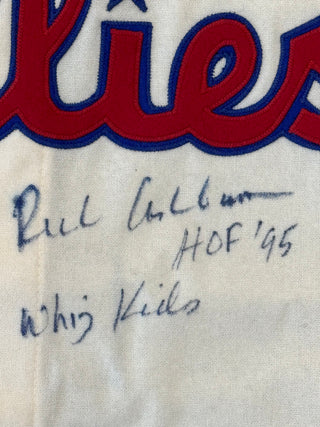 llies
Rich Ashburn
HOF '95
Whiz Kids